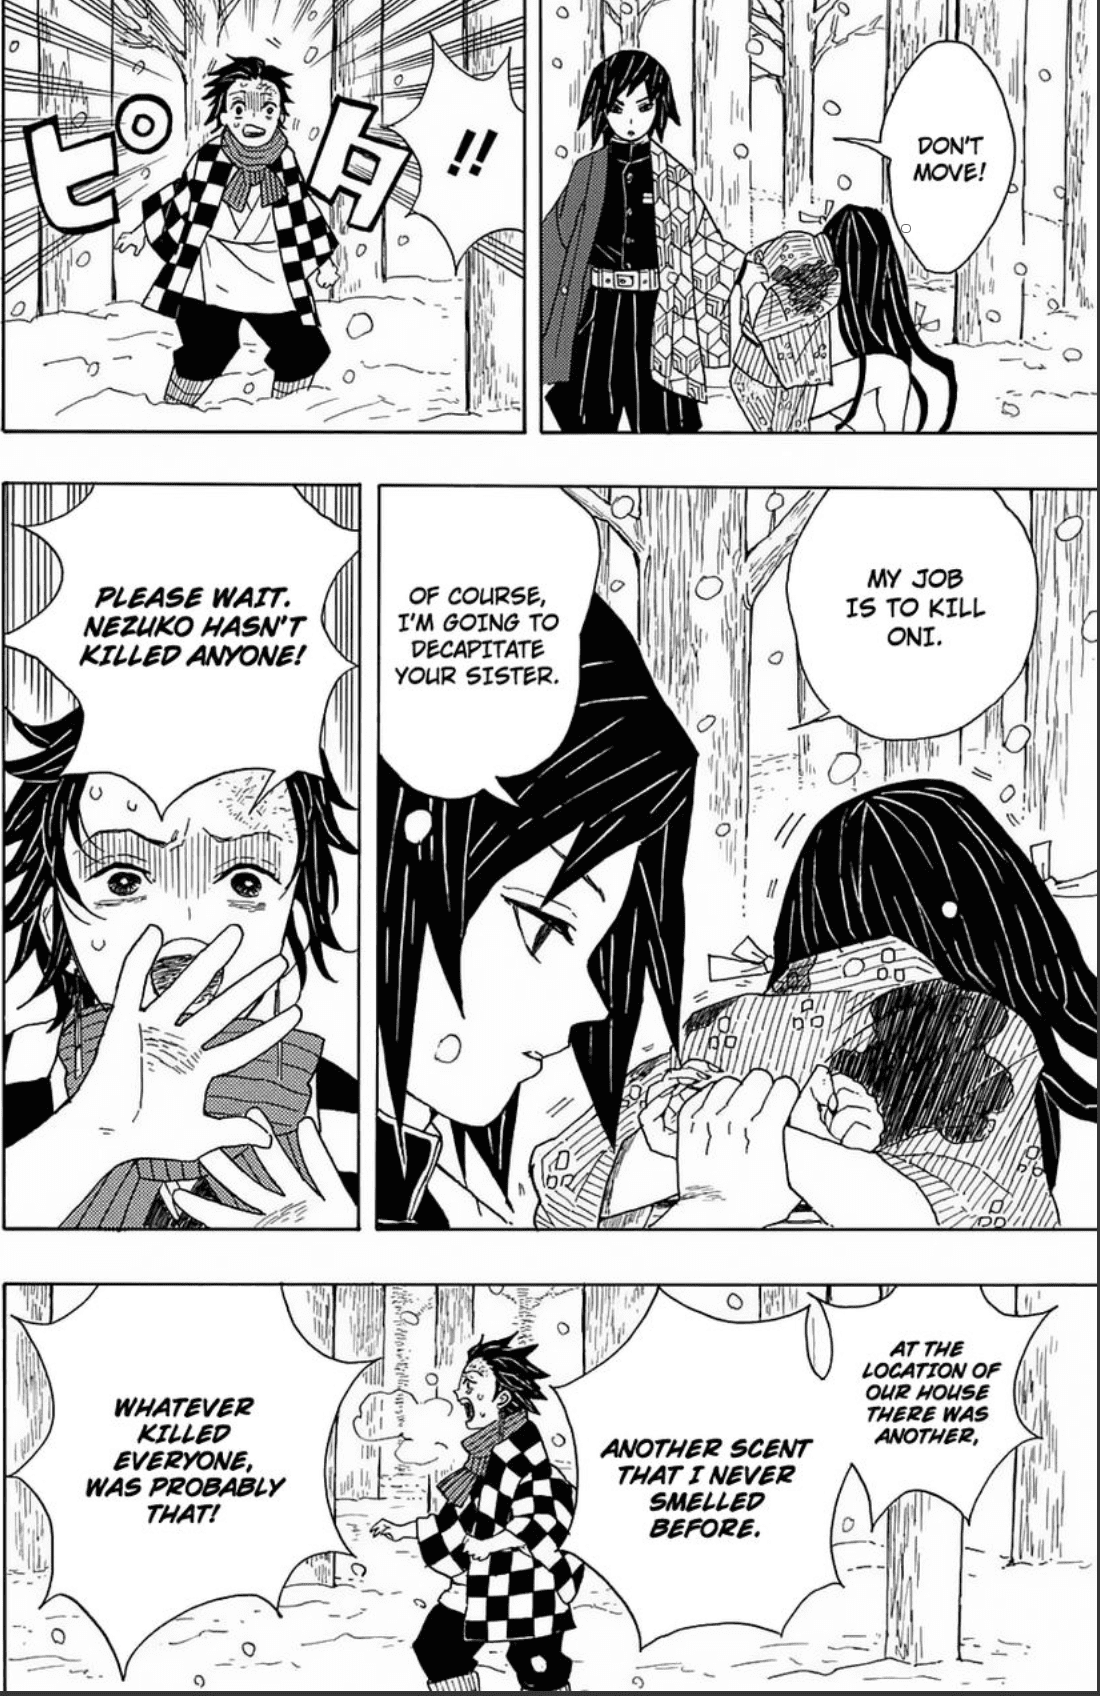 DON'T
MOVE!
!!
ピタ
MY JOB
IS TO KILL
ONI.
OF COURSE,
I'M GOING TO
DECAPITATE
YOUR SISTER.
PLEASE WAIT.
NEZUKO HASN'T
KILLED ANYONE!
AT THE
LOCATION OF
OUR HOUSE
THERE WAS
ANOTHER,
ANOTHER SCENT
THAT I NEVER
SMELLED
BEFORE.
WHATEVER
KILLED
EVERYONE,
WAS PROBABLY
THAT!